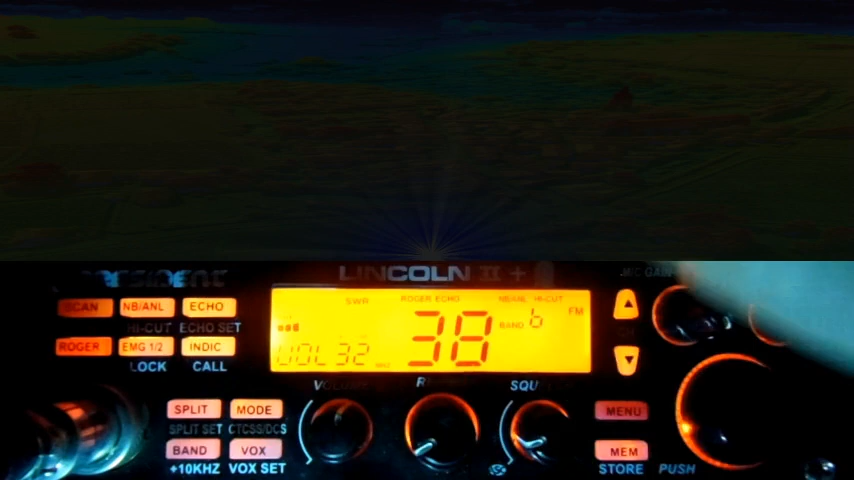 PRESIDENT
LINCOLN II +
MIC GAIN
SCAN NB/ANL ECHO
HI-CUT ECHO SET
ROGER EMG 1/2 INDIC
LOCK CALL
SWR ROGER ECHO NB/ANL HI-CUT
38 BAND b FM
VOL 32
VOLUME SQU
SPLIT MODE
SPLIT SET CTCSS/DCS
BAND VOX
+10KHZ VOX SET
MENU
MEM
STORE PUSH